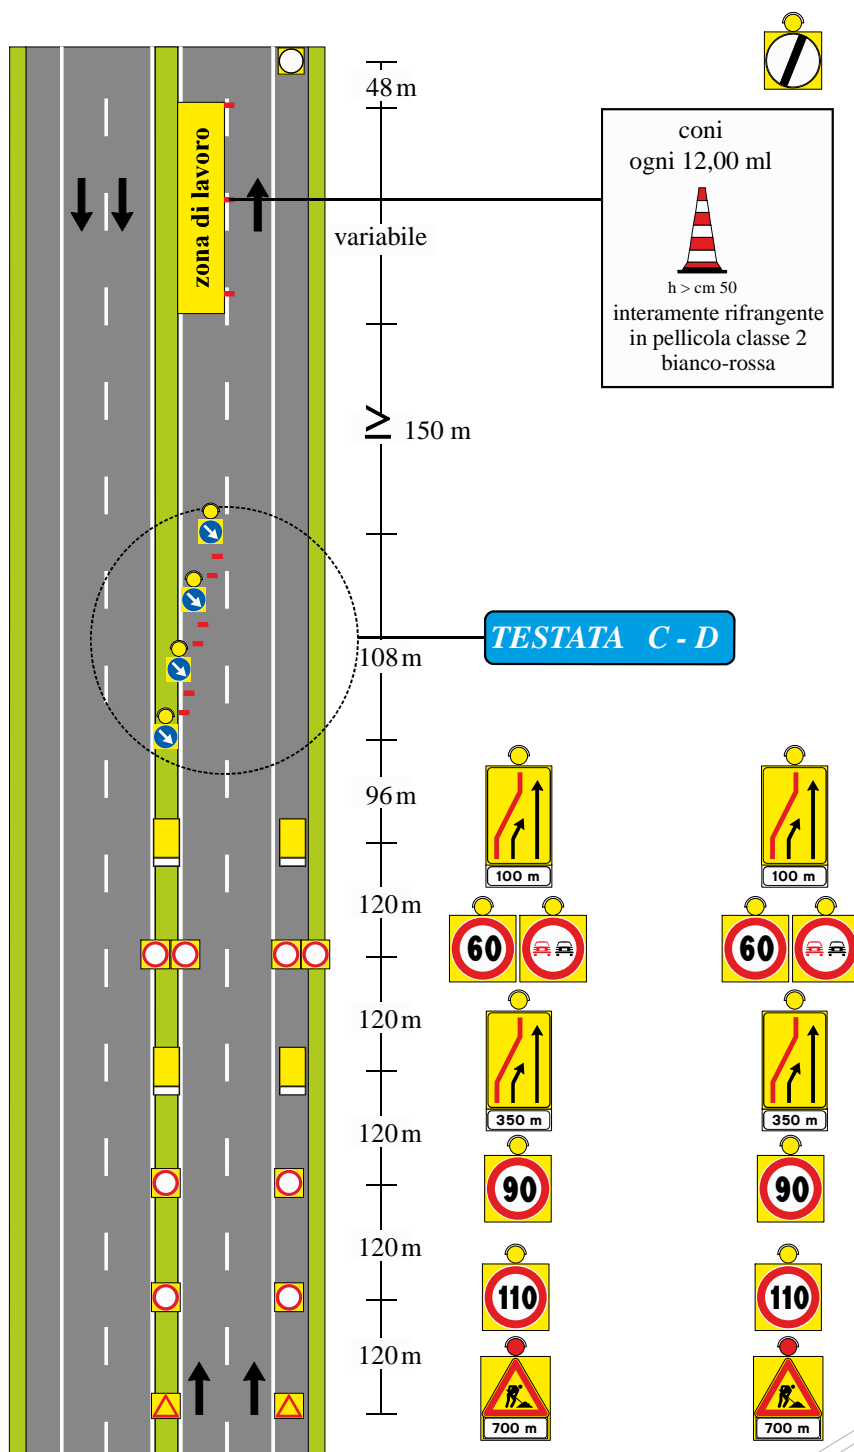 48 m
coni
ogni 12,00 ml
zona di lavoro
variabile
h > cm 50
interamente rifrangente
in pellicola classe 2
bianco-rossa
≥ 150 m
TESTATA C - D
108 m
96 m
100 m
100 m
120 m
60
60
120 m
350 m
350 m
120 m
90
90
120 m
110
110
120 m
700 m
700 m